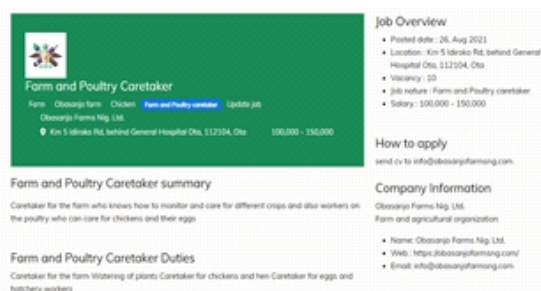 Farm and Poultry Caretaker
Farm Obasanjo farm Chicken Farm and Poultry caretaker Update job
Obasanjo Farms Nig. Ltd.
Km 5 Idiroko Rd, behind General Hospital Ota, 112104, Ota 100,000 - 150,000
Farm and Poultry Caretaker summary
Caretaker for the farm who knows how to monitor and care for different crops and also workers on
the poultry who can care for chickens and their eggs
Farm and Poultry Caretaker Duties
Caretaker for the farm Watering of plants Caretaker for chickens and hen Caretaker for eggs and
hatchery workers
Job Overview
Posted date : 26, Aug 2021
Location : Km 5 Idiroko Rd, behind General
Hospital Ota, 112104, Ota
Vacancy : 10
Job nature : Farm and Poultry caretaker
Salary : 100,000 - 150,000
How to apply
send cv to info@obasanjofarmsng.com
Company Information
Obasanjo Farms Nig. Ltd.
Farm and agricultural organization
Name: Obasanjo Farms Nig. Ltd.
Web : https://obasanjofarmsng.com/
Email: info@obasanjofarmsng.com